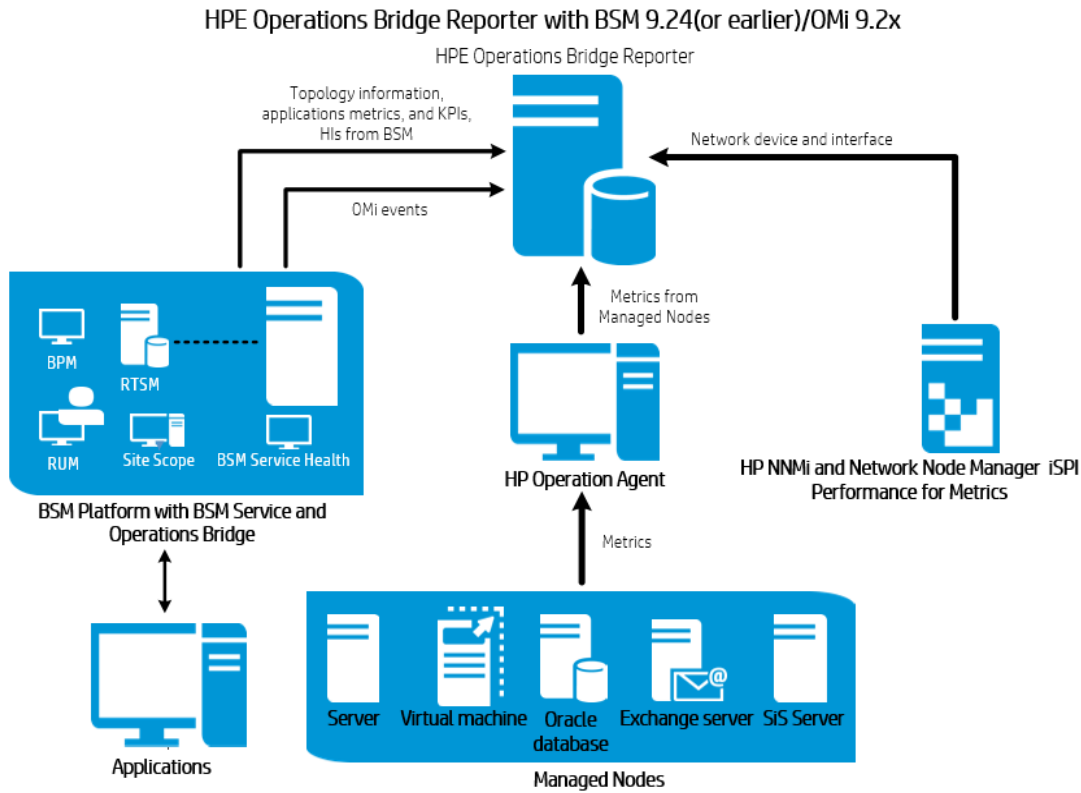 HPE Operations Bridge Reporter with BSM 9.24(or earlier)/OMi 9.2x
HPE Operations Bridge Reporter
Topology information,
applications metrics, and KPIs,
HIs from BSM
Network device and interface
OMi events
Metrics from
Managed Nodes
BPM
RTSM
RUM
Site Scope
BSM Service Health
BSM Platform with BSM Service and
Operations Bridge
HP Operation Agent
HP NNMi and Network Node Manager iSPI
Performance for Metrics
Metrics
Applications
Server
Virtual machine
Oracle
database
Exchange server
SiS Server
@
Managed Nodes